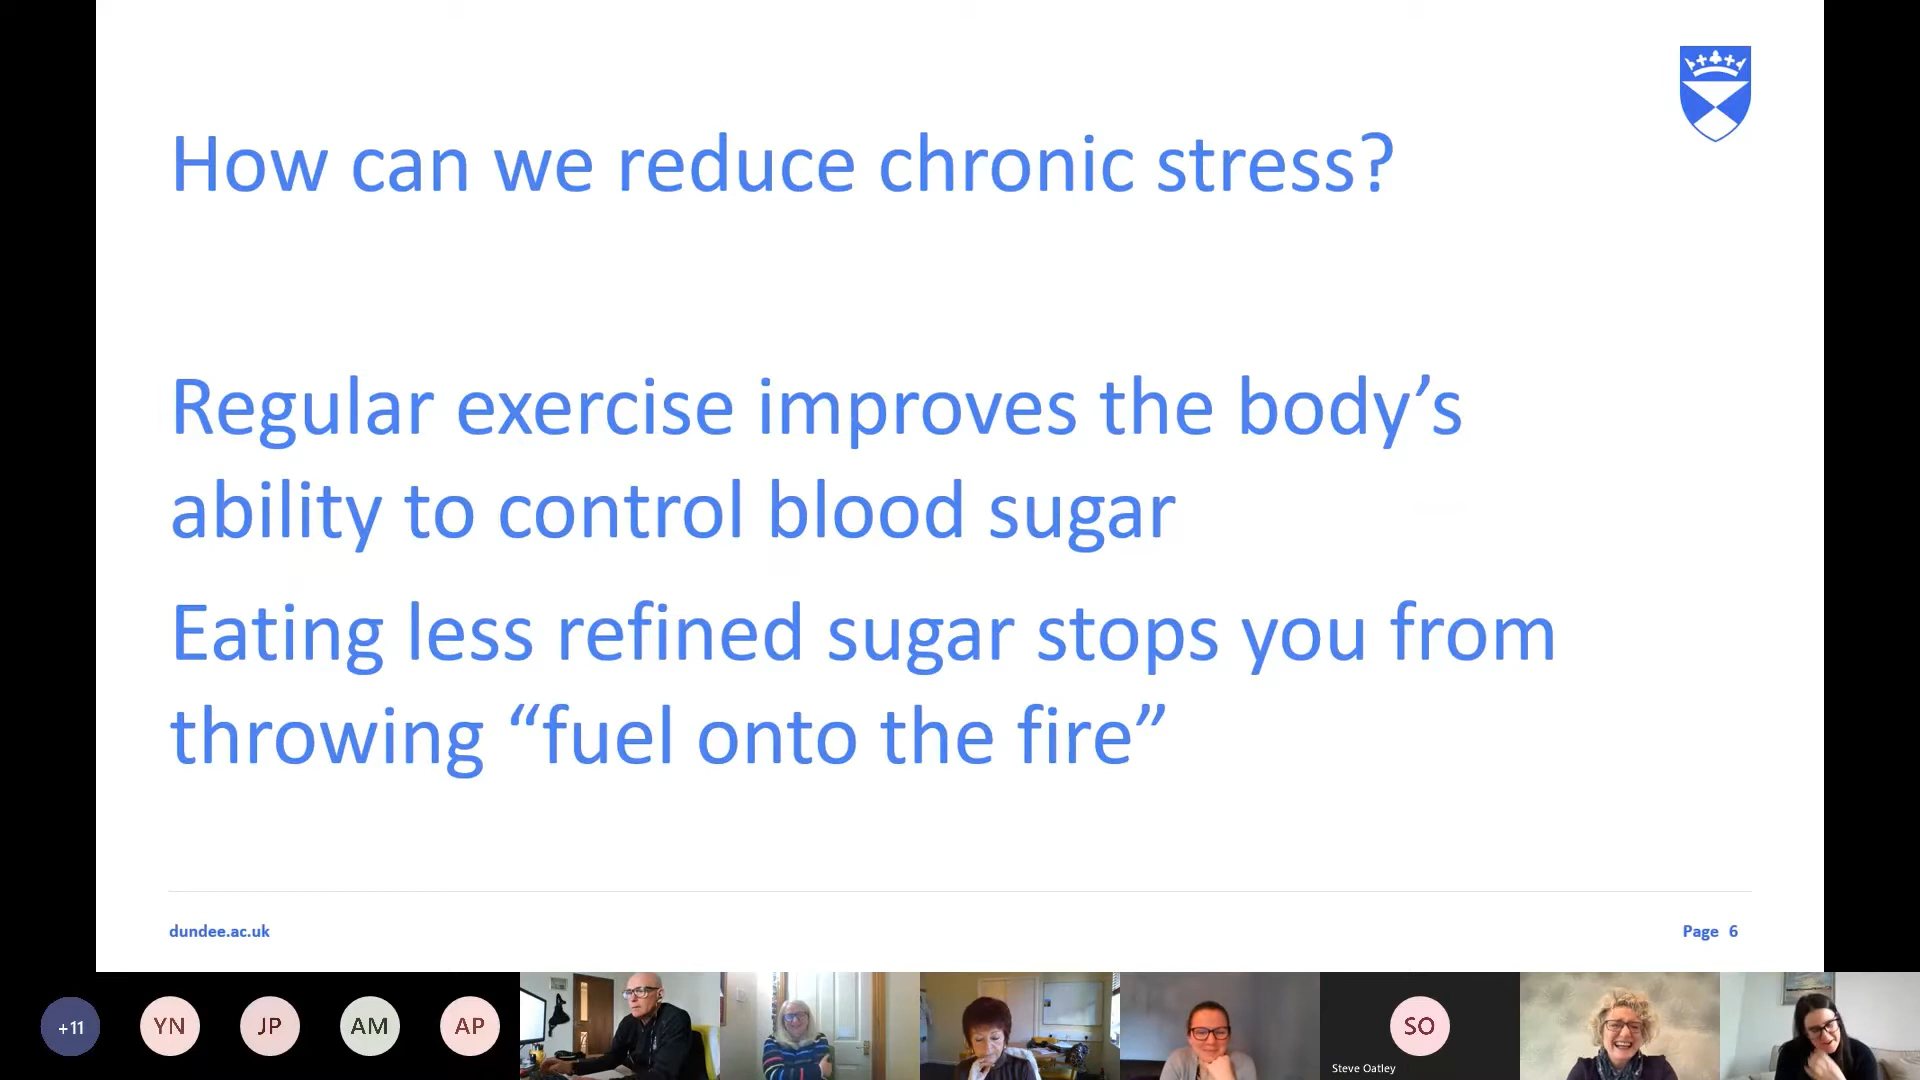 How can we reduce chronic stress?
Regular exercise improves the body’s
ability to control blood sugar
Eating less refined sugar stops you from
throwing “fuel onto the fire”
dundee.ac.uk
Page 6
+11
YN
JP
AM
AP
SO
Steve Oatley